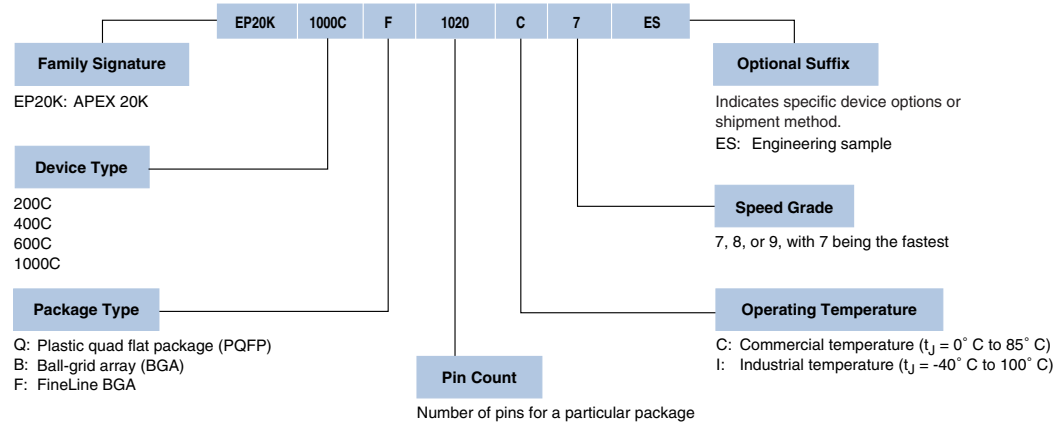 EP20K 1000C F 1020 C 7 ES
Family Signature
EP20K: APEX 20K
Optional Suffix
Indicates specific device options or
shipment method.
ES: Engineering sample
Device Type
200C
400C
600C
1000C
Speed Grade
7, 8, or 9, with 7 being the fastest
Package Type
Q: Plastic quad flat package (PQFP)
B: Ball-grid array (BGA)
F: FineLine BGA
Operating Temperature
C: Commercial temperature (tJ = 0° C to 85° C)
I: Industrial temperature (tJ = -40° C to 100° C)
Pin Count
Number of pins for a particular package